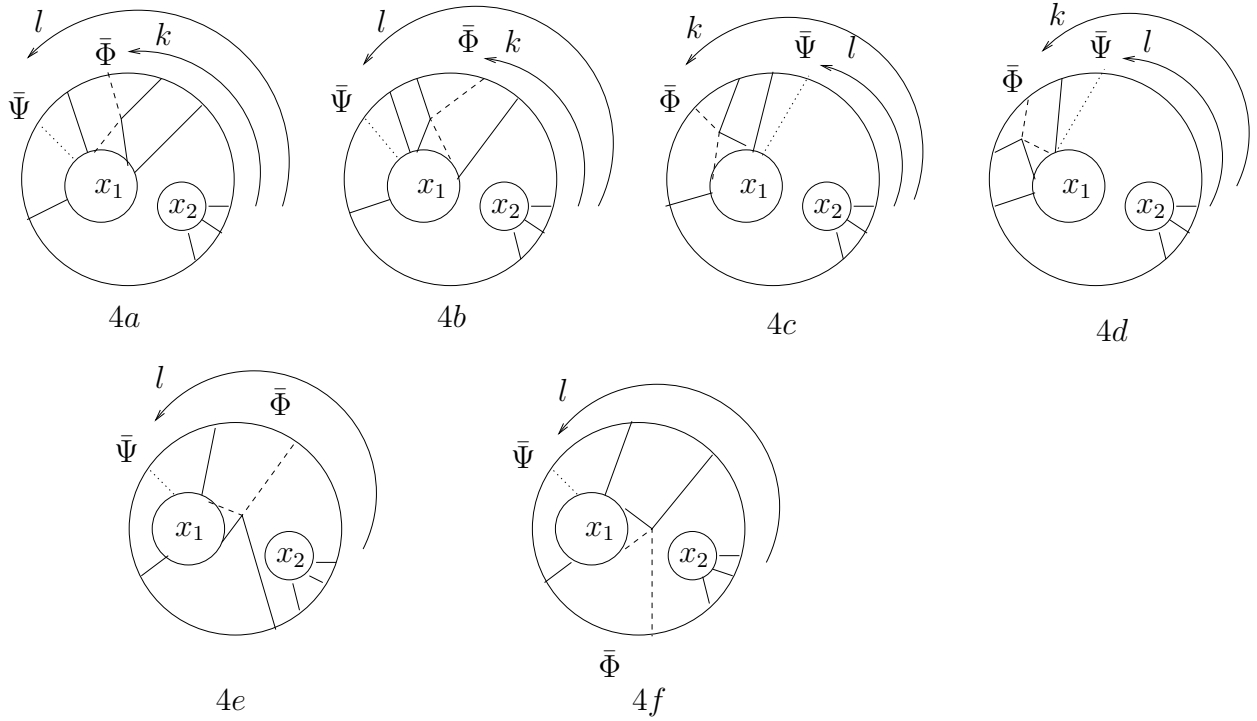 l Φ̄ k Ψ̄ x₁ x₂
l Φ̄ k Ψ̄ x₁ x₂
k Ψ̄ l Φ̄ x₁ x₂
k Ψ̄ l Φ̄ x₁ x₂
4a 4b 4c 4d
l Φ̄ Ψ̄ x₁ x₂
l Ψ̄ x₁ x₂ Φ̄
4e 4f